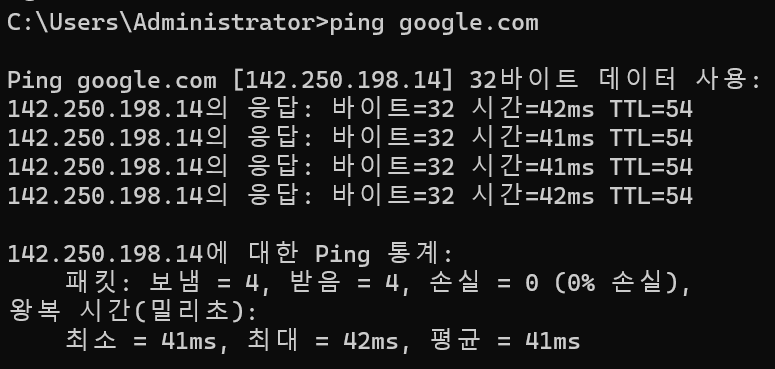 C:\Users\Administrator>ping google.com
Ping google.com [142.250.198.14] 32바이트 데이터 사용:
142.250.198.14의 응답: 바이트=32 시간=42ms TTL=54
142.250.198.14의 응답: 바이트=32 시간=41ms TTL=54
142.250.198.14의 응답: 바이트=32 시간=41ms TTL=54
142.250.198.14의 응답: 바이트=32 시간=42ms TTL=54
142.250.198.14에 대한 Ping 통계:
패킷: 보냄 = 4, 받음 = 4, 손실 = 0 (0% 손실),
왕복 시간(밀리초):
최소 = 41ms, 최대 = 42ms, 평균 = 41ms